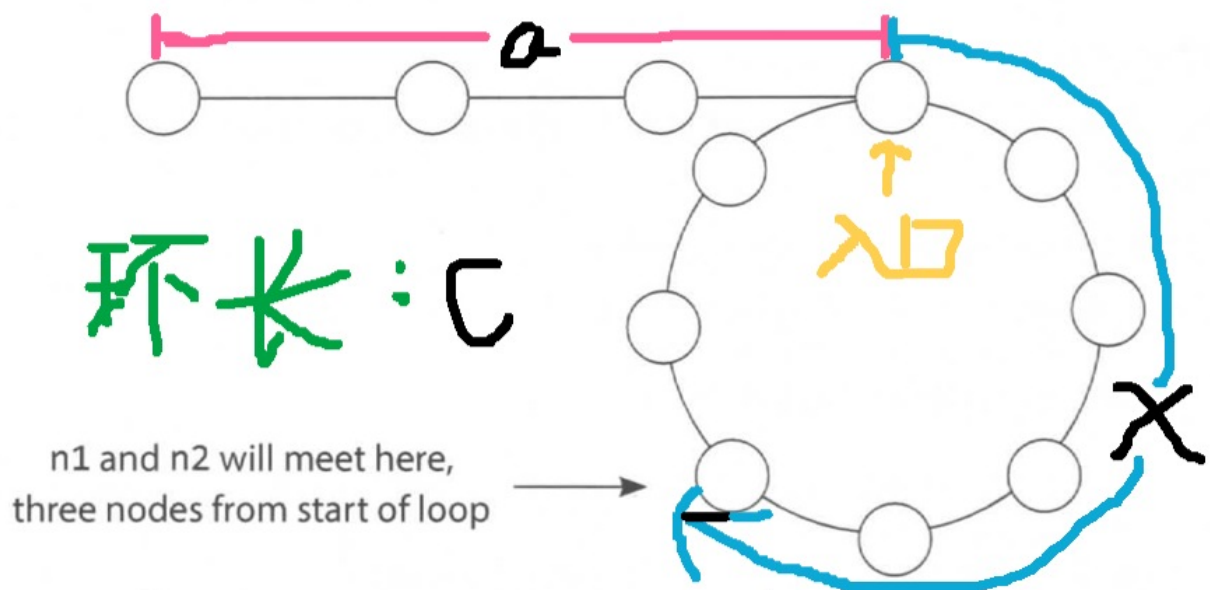 a
入口
环长:C
X
n1 and n2 will meet here,
three nodes from start of loop